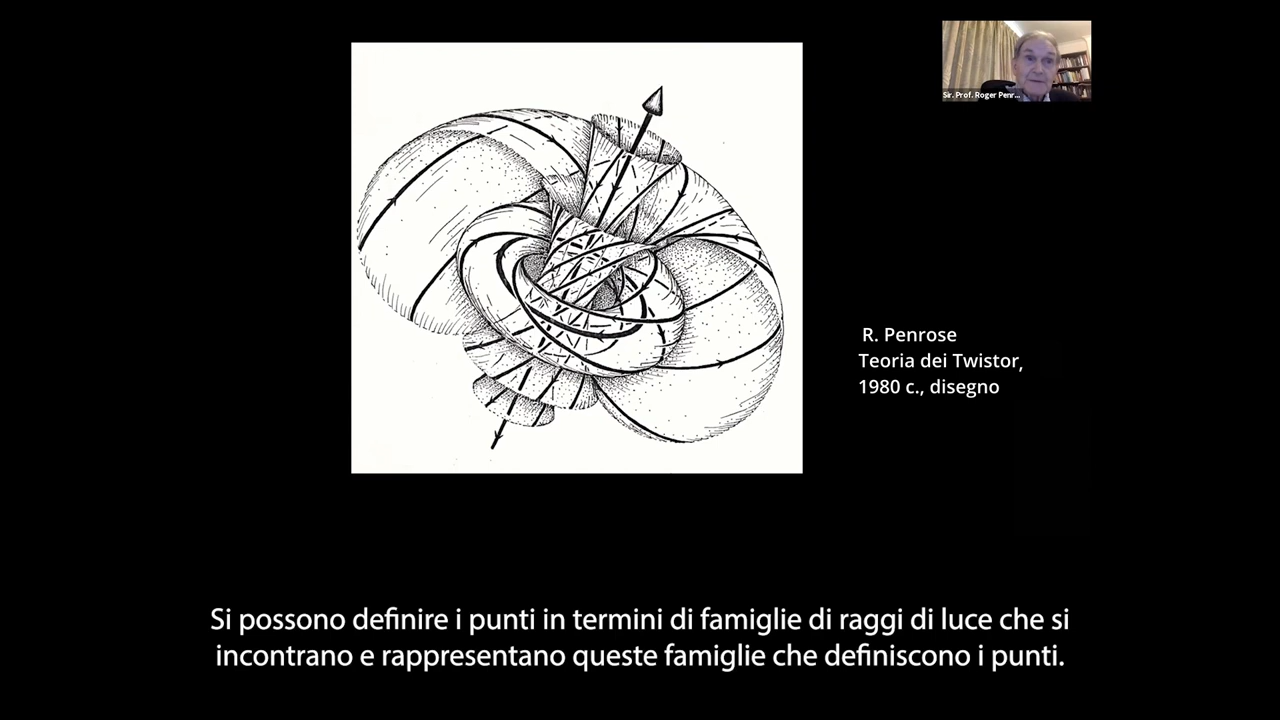 Sir. Prof. Roger Penr...
R. Penrose
Teoria dei Twistor,
1980 c., disegno
Si possono definire i punti in termini di famiglie di raggi di luce che si
incontrano e rappresentano queste famiglie che definiscono i punti.